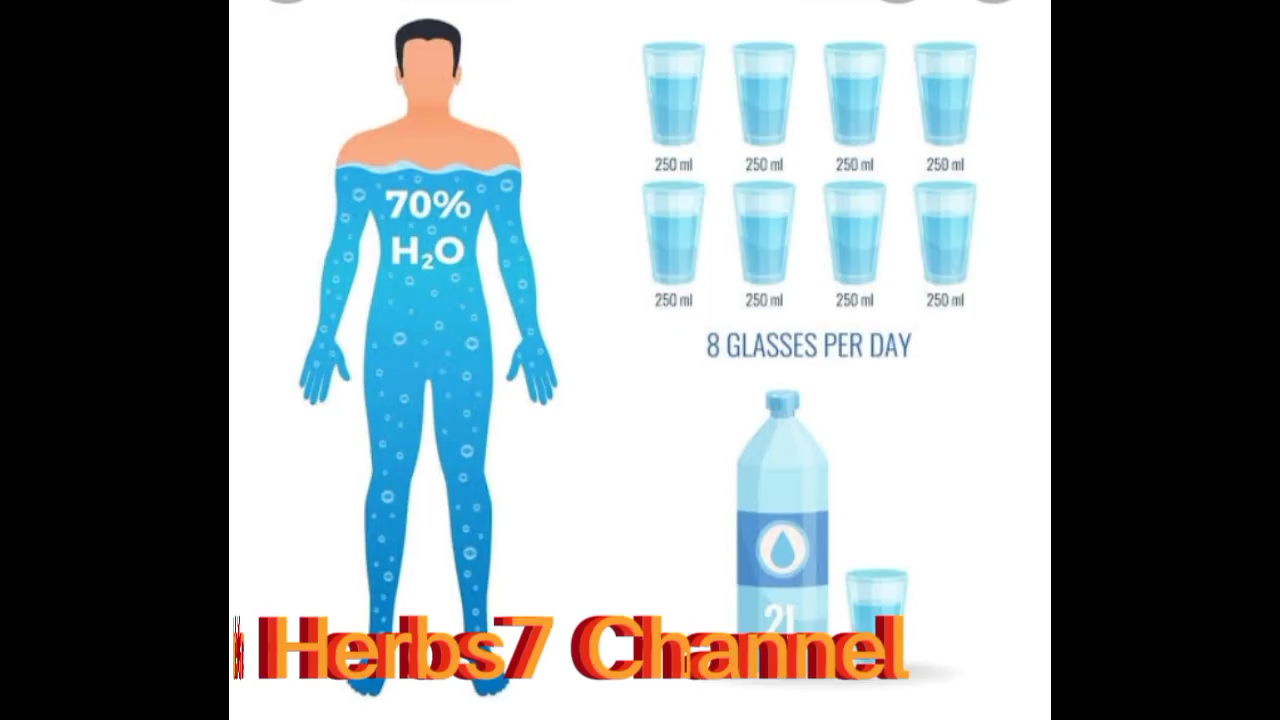 70%
H₂O
250 ml 250 ml 250 ml 250 ml
250 ml 250 ml 250 ml 250 ml
8 GLASSES PER DAY
Herbs7 Channel